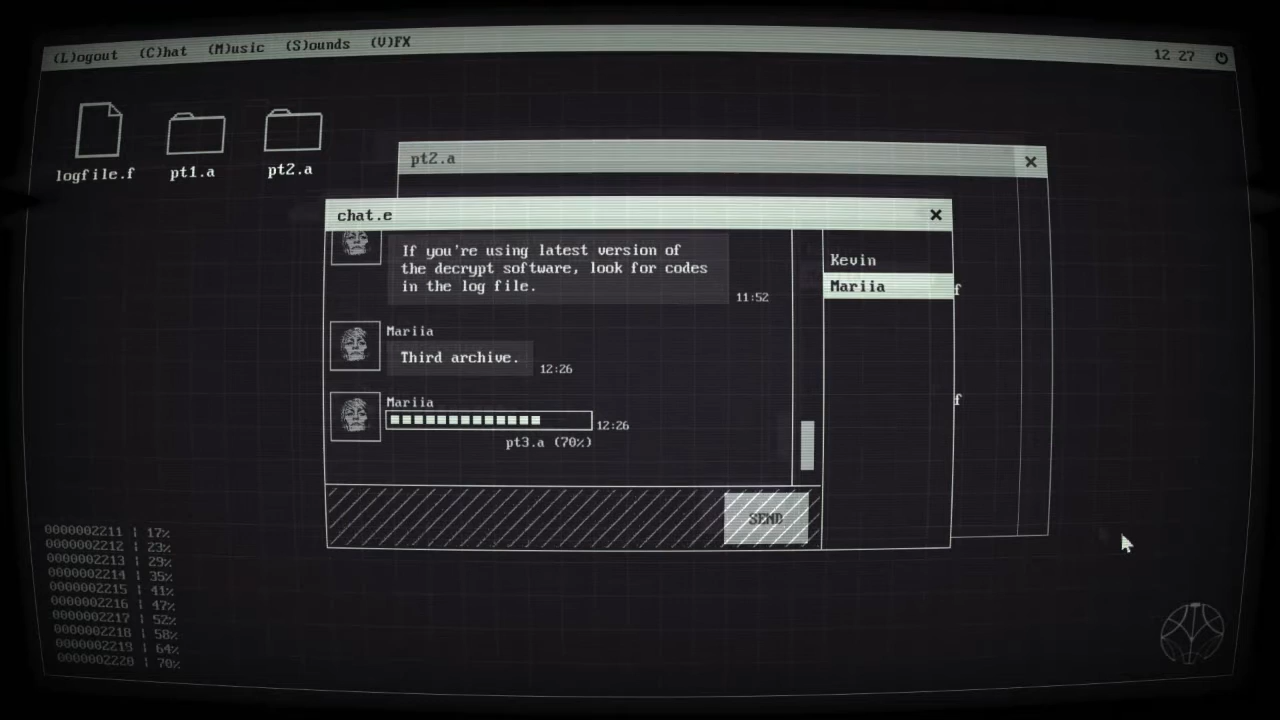 (L)ogout (C)hat (M)usic (S)ounds (V)FX 12 27
logfile.f pt1.a pt2.a
pt2.a
chat.e
If you're using latest version of
the decrypt software, look for codes
in the log file.
11:52
Mariia
Third archive.
12:26
Mariia
12:26
pt3.a (70%)
SEND
Kevin
Mariia
f
f
0000002211 | 17%
0000002212 | 23%
0000002213 | 29%
0000002214 | 35%
0000002215 | 41%
0000002216 | 47%
0000002217 | 52%
0000002218 | 58%
0000002219 | 64%
0000002220 | 70%